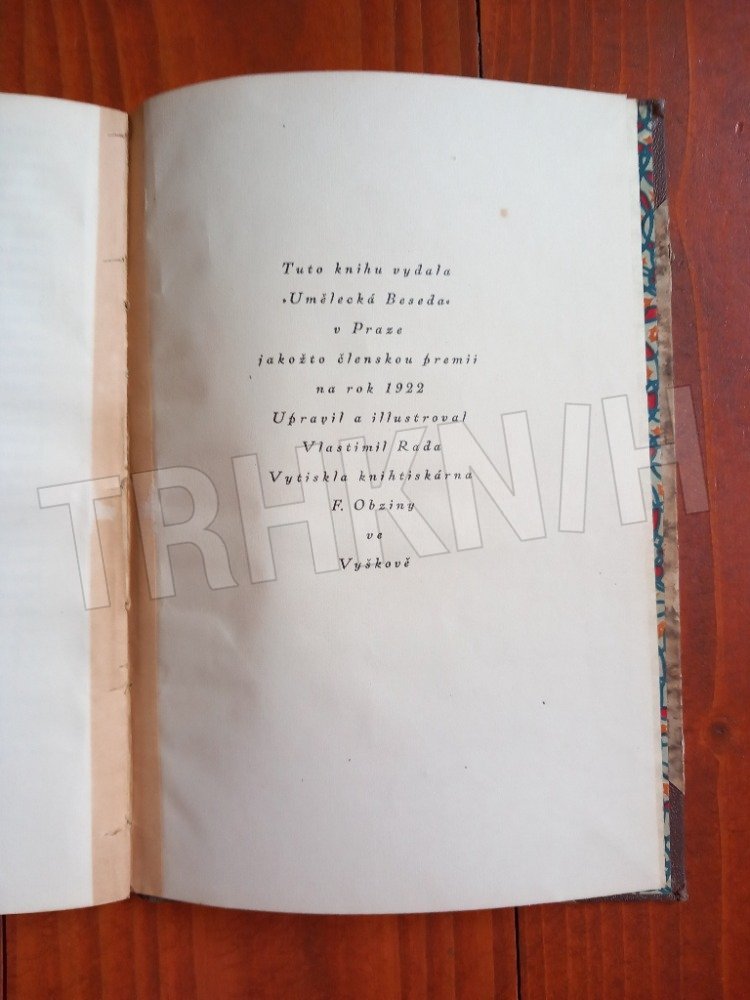 Tuto knihu vydala
»Umělecká Beseda«
v Praze
jakožto členskou premii
na rok 1922
Upravil a illustroval
Vlastimil Rada
Vytiskla knihtiskárna
F. Obziny
ve
Vyškově
TRHKNIH